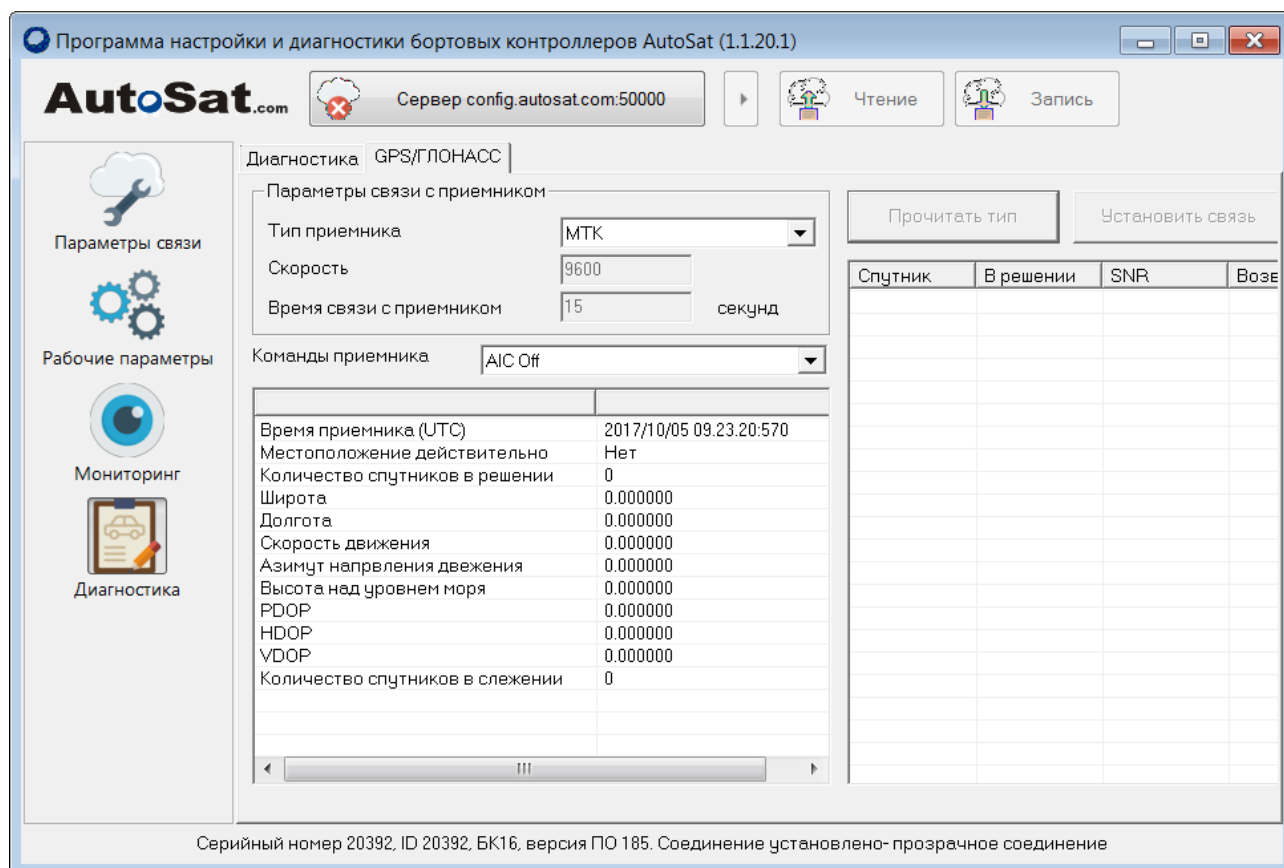 Программа настройки и диагностики бортовых контроллеров AutoSat (1.1.20.1)
AutoSat.com
Сервер config.autosat.com:50000
Чтение
Запись
Параметры связи
Рабочие параметры
Мониторинг
Диагностика
Диагностика GPS/ГЛОНАСС
Параметры связи с приемником
Тип приемника МТК
Скорость 9600
Время связи с приемником 15 секунд
Команды приемника AIC Off
Время приемника (UTC) 2017/10/05 09.23.20:570
Местоположение действительно Нет
Количество спутников в решении 0
Широта 0.000000
Долгота 0.000000
Скорость движения 0.000000
Азимут напрвления двежения 0.000000
Высота над уровнем моря 0.000000
PDOP 0.000000
HDOP 0.000000
VDOP 0.000000
Количество спутников в слежении 0
Прочитать тип Установить связь
Спутник В решении SNR Возв
Серийный номер 20392, ID 20392, БК16, версия ПО 185. Соединение установлено- прозрачное соединение